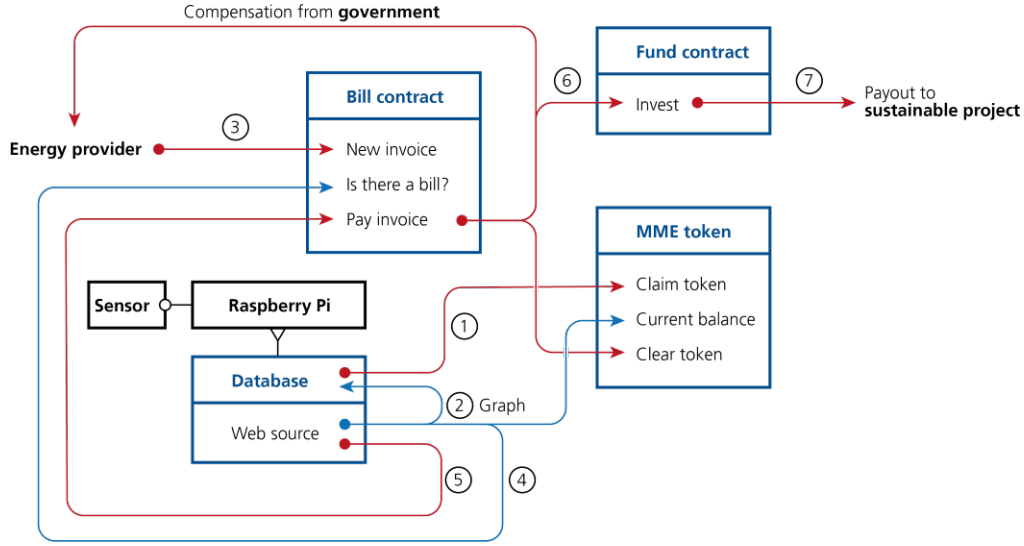 Compensation from government
Fund contract
6
7
Invest
Payout to
sustainable project
Bill contract
3
Energy provider
New invoice
Is there a bill?
Pay invoice
MME token
Claim token
Current balance
Clear token
Sensor
Raspberry Pi
1
Database
2 Graph
Web source
5
4